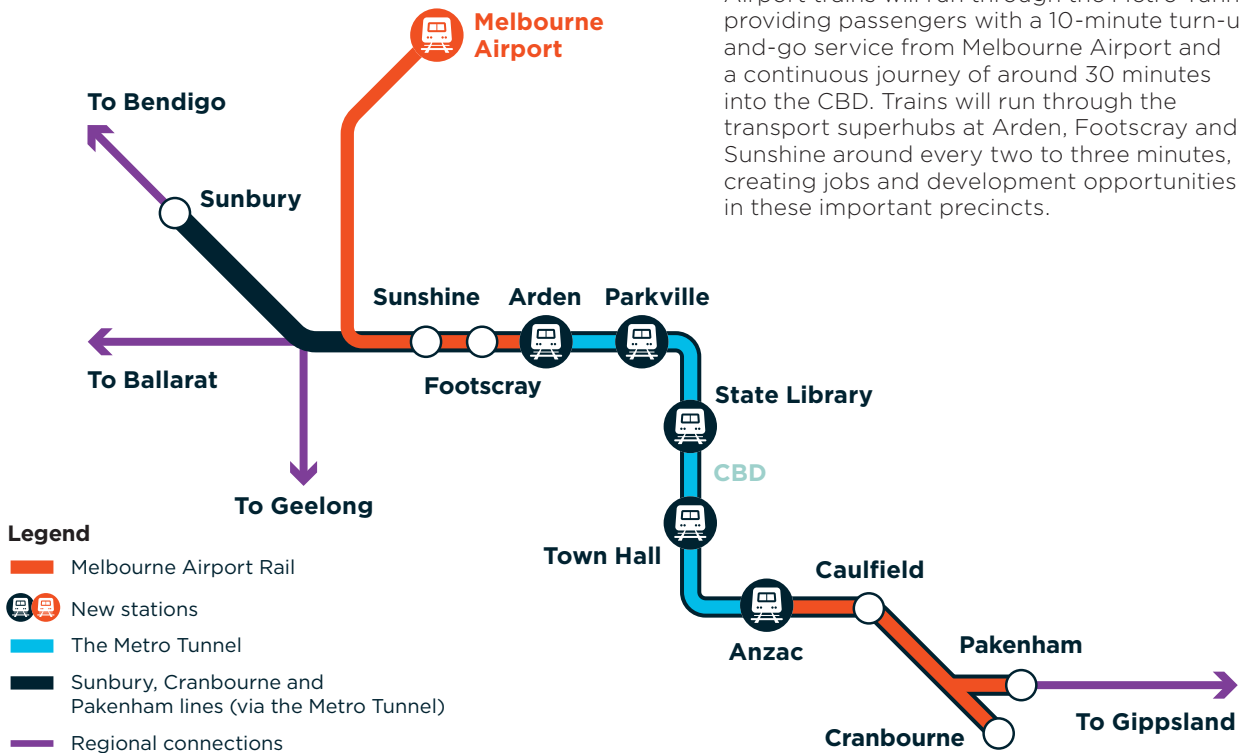 Melbourne
Airport
providing passengers with a 10-minute turn-u
and-go service from Melbourne Airport and
a continuous journey of around 30 minutes
into the CBD. Trains will run through the
transport superhubs at Arden, Footscray and
Sunshine around every two to three minutes,
creating jobs and development opportunities
in these important precincts.
To Bendigo
Sunbury
Sunshine
Arden
Parkville
To Ballarat
Footscray
State Library
CBD
To Geelong
Town Hall
Caulfield
Anzac
Pakenham
To Gippsland
Cranbourne
Legend
Melbourne Airport Rail
New stations
The Metro Tunnel
Sunbury, Cranbourne and
Pakenham lines (via the Metro Tunnel)
Regional connections